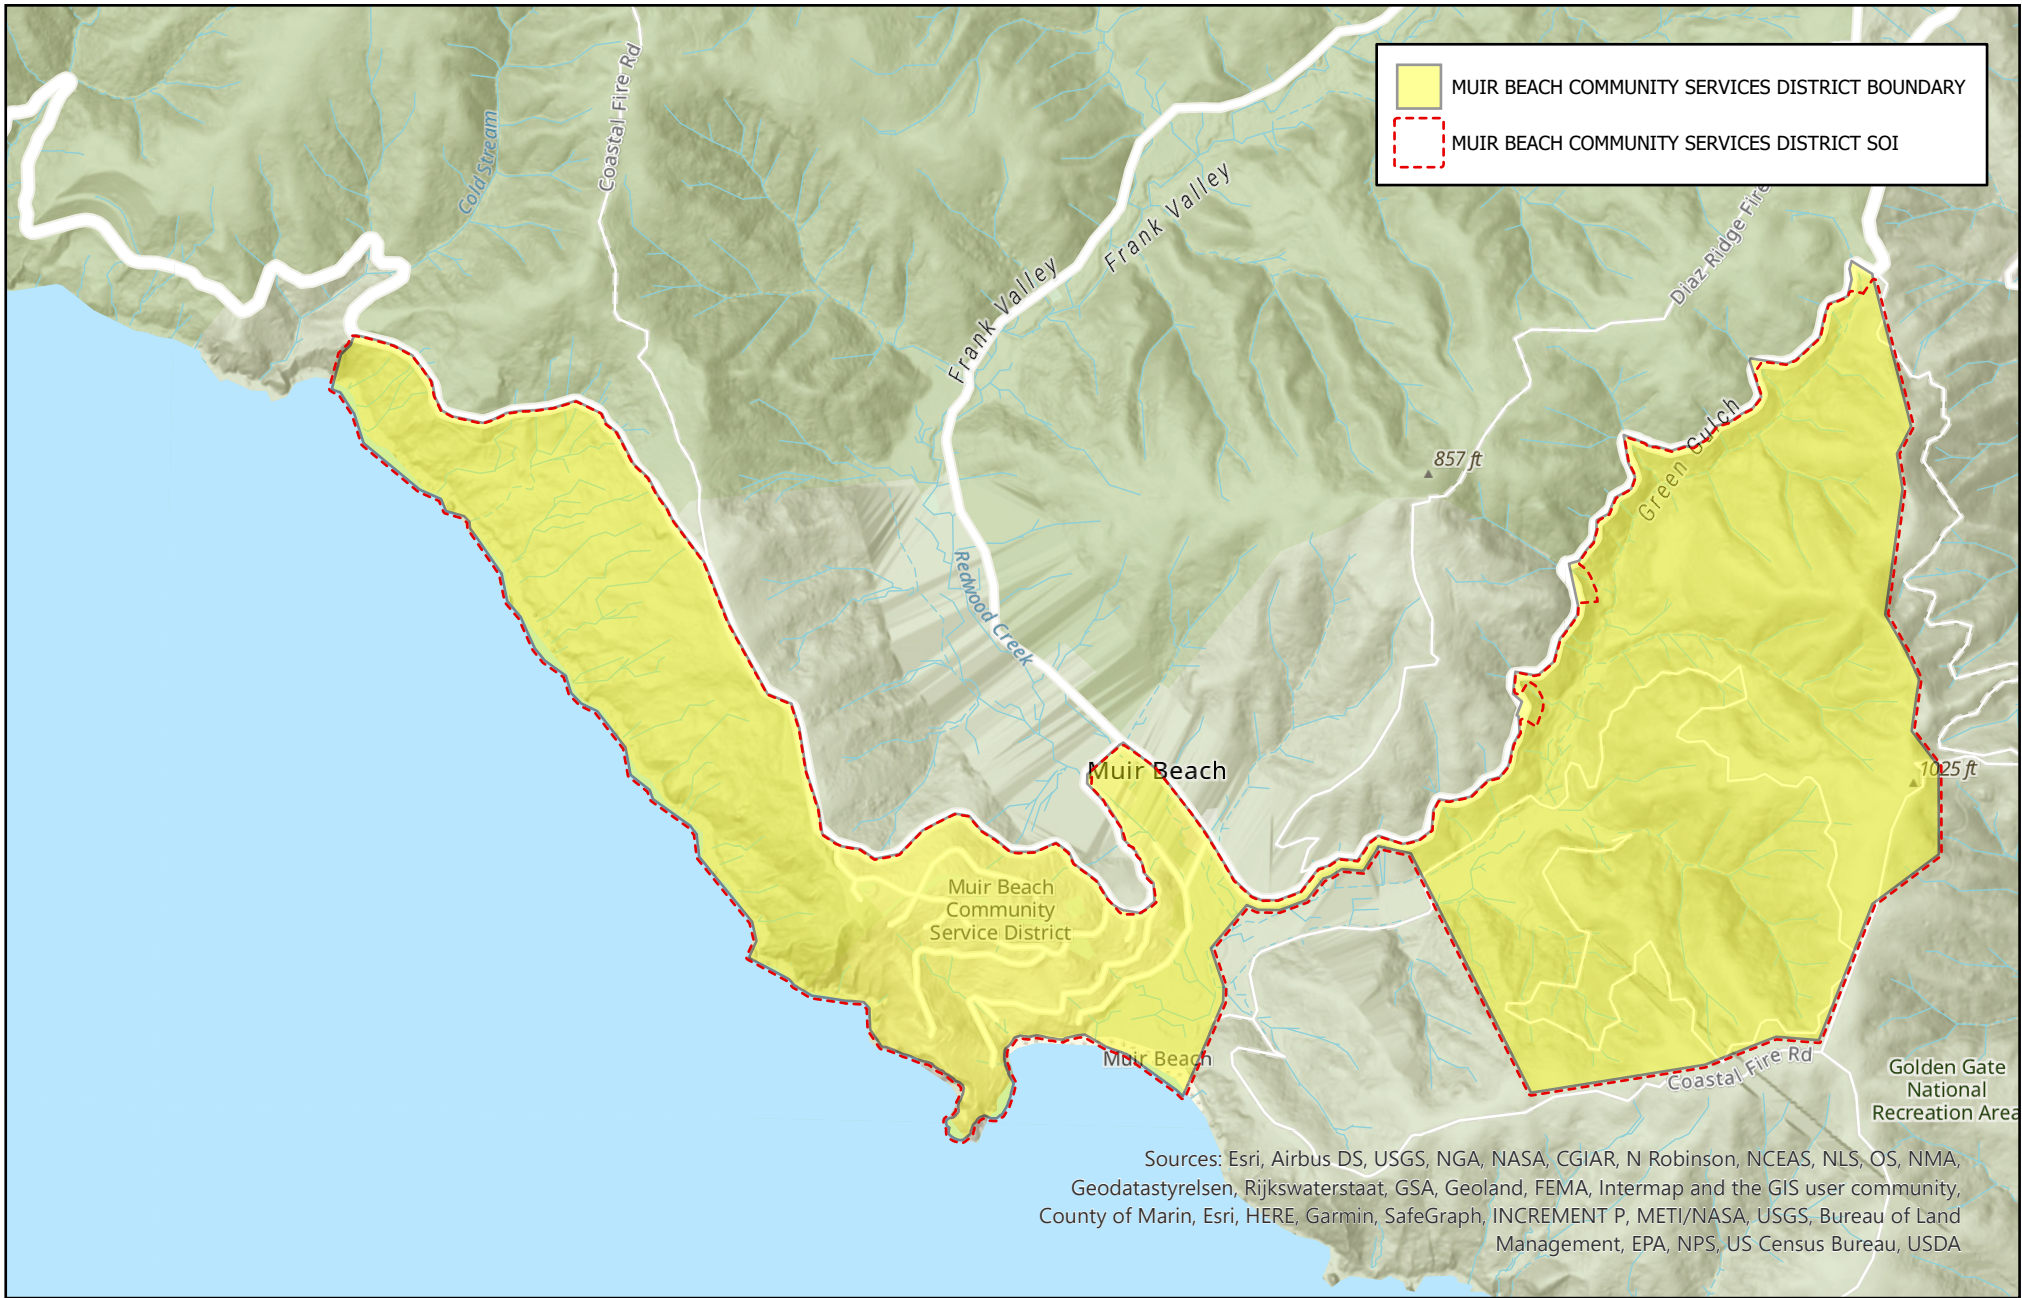 MUIR BEACH COMMUNITY SERVICES DISTRICT BOUNDARY
MUIR BEACH COMMUNITY SERVICES DISTRICT SOI
Coastal Fire Rd
Cold Stream
Frank Valley
Frank Valley
Diaz Ridge Fire
857 ft
Green Gulch
Redwood Creek
Muir Beach
1025 ft
Muir Beach
Community
Service District
Muir Beach
Coastal Fire Rd
Golden Gate
National
Recreation Area
Sources: Esri, Airbus DS, USGS, NGA, NASA, CGIAR, N Robinson, NCEAS, NLS, OS, NMA,
Geodatastyrelsen, Rijkswaterstaat, GSA, Geoland, FEMA, Intermap and the GIS user community,
County of Marin, Esri, HERE, Garmin, SafeGraph, INCREMENT P, METI/NASA, USGS, Bureau of Land
Management, EPA, NPS, US Census Bureau, USDA